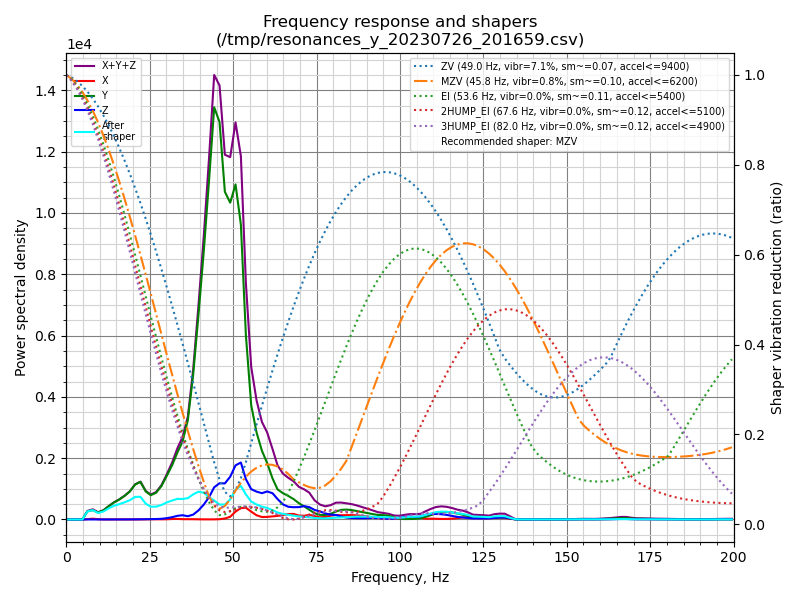 Frequency response and shapers
(/tmp/resonances_y_20230726_201659.csv)
1e4
X+Y+Z
X
Y
Z
After
shaper
ZV (49.0 Hz, vibr=7.1%, sm~=0.07, accel<=9400)
MZV (45.8 Hz, vibr=0.8%, sm~=0.10, accel<=6200)
EI (53.6 Hz, vibr=0.0%, sm~=0.11, accel<=5400)
2HUMP_EI (67.6 Hz, vibr=0.0%, sm~=0.12, accel<=5100)
3HUMP_EI (82.0 Hz, vibr=0.0%, sm~=0.12, accel<=4900)
Recommended shaper: MZV
Power spectral density
1.4
1.2
1.0
0.8
0.6
0.4
0.2
0.0
1.0
0.8
0.6
0.4
0.2
0.0
Shaper vibration reduction (ratio)
0 25 50 75 100 125 150 175 200
Frequency, Hz